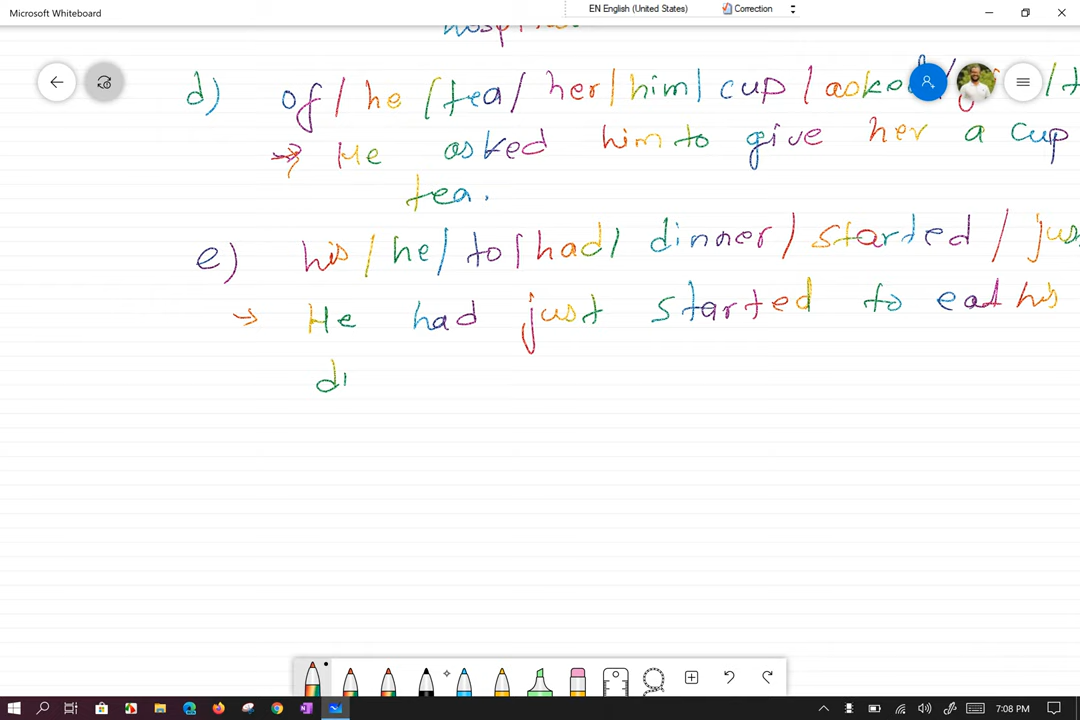 Microsoft Whiteboard
EN English (United States) Correction
d) of / he / tea / her / him / cup / asked /
→ He asked him to give her a cup
tea.
e) his / he / to / had / dinner / started /
→ He had just started to eat his
di
7:08 PM